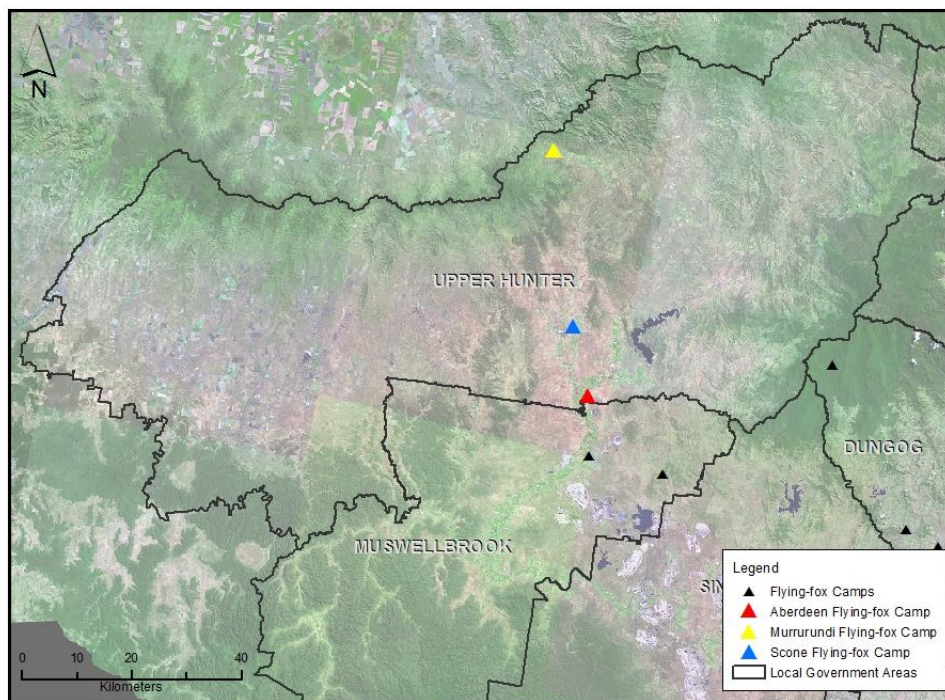 N
UPPER HUNTER
DUNGOG
MUSWELLBROOK
SIN
Legend
Flying-fox Camps
Aberdeen Flying-fox Camp
Murrurundi Flying-fox Camp
Scone Flying-fox Camp
Local Government Areas
0 10 20 40
Kilometers